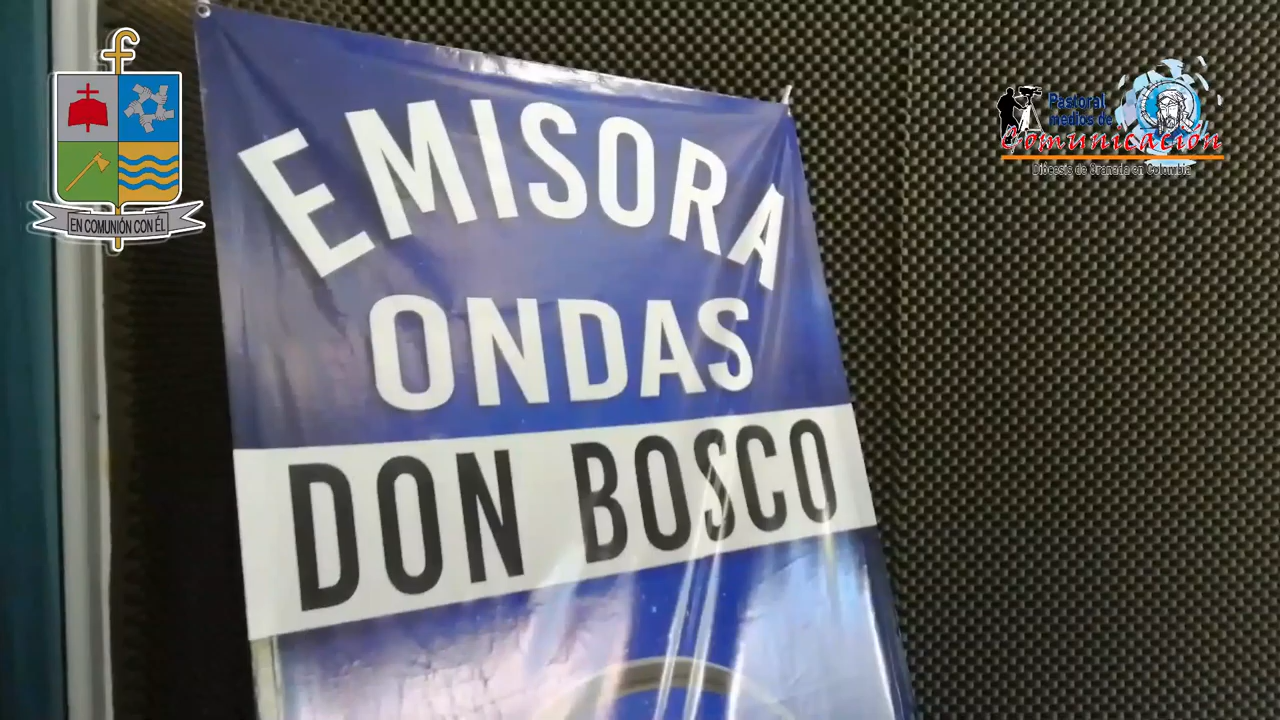 EMISORA
ONDAS
DON BOSCO
EN COMUNIÓN CON ÉL
Pastoral
medios de
Comunicación
Diócesis de Granada en Colombia